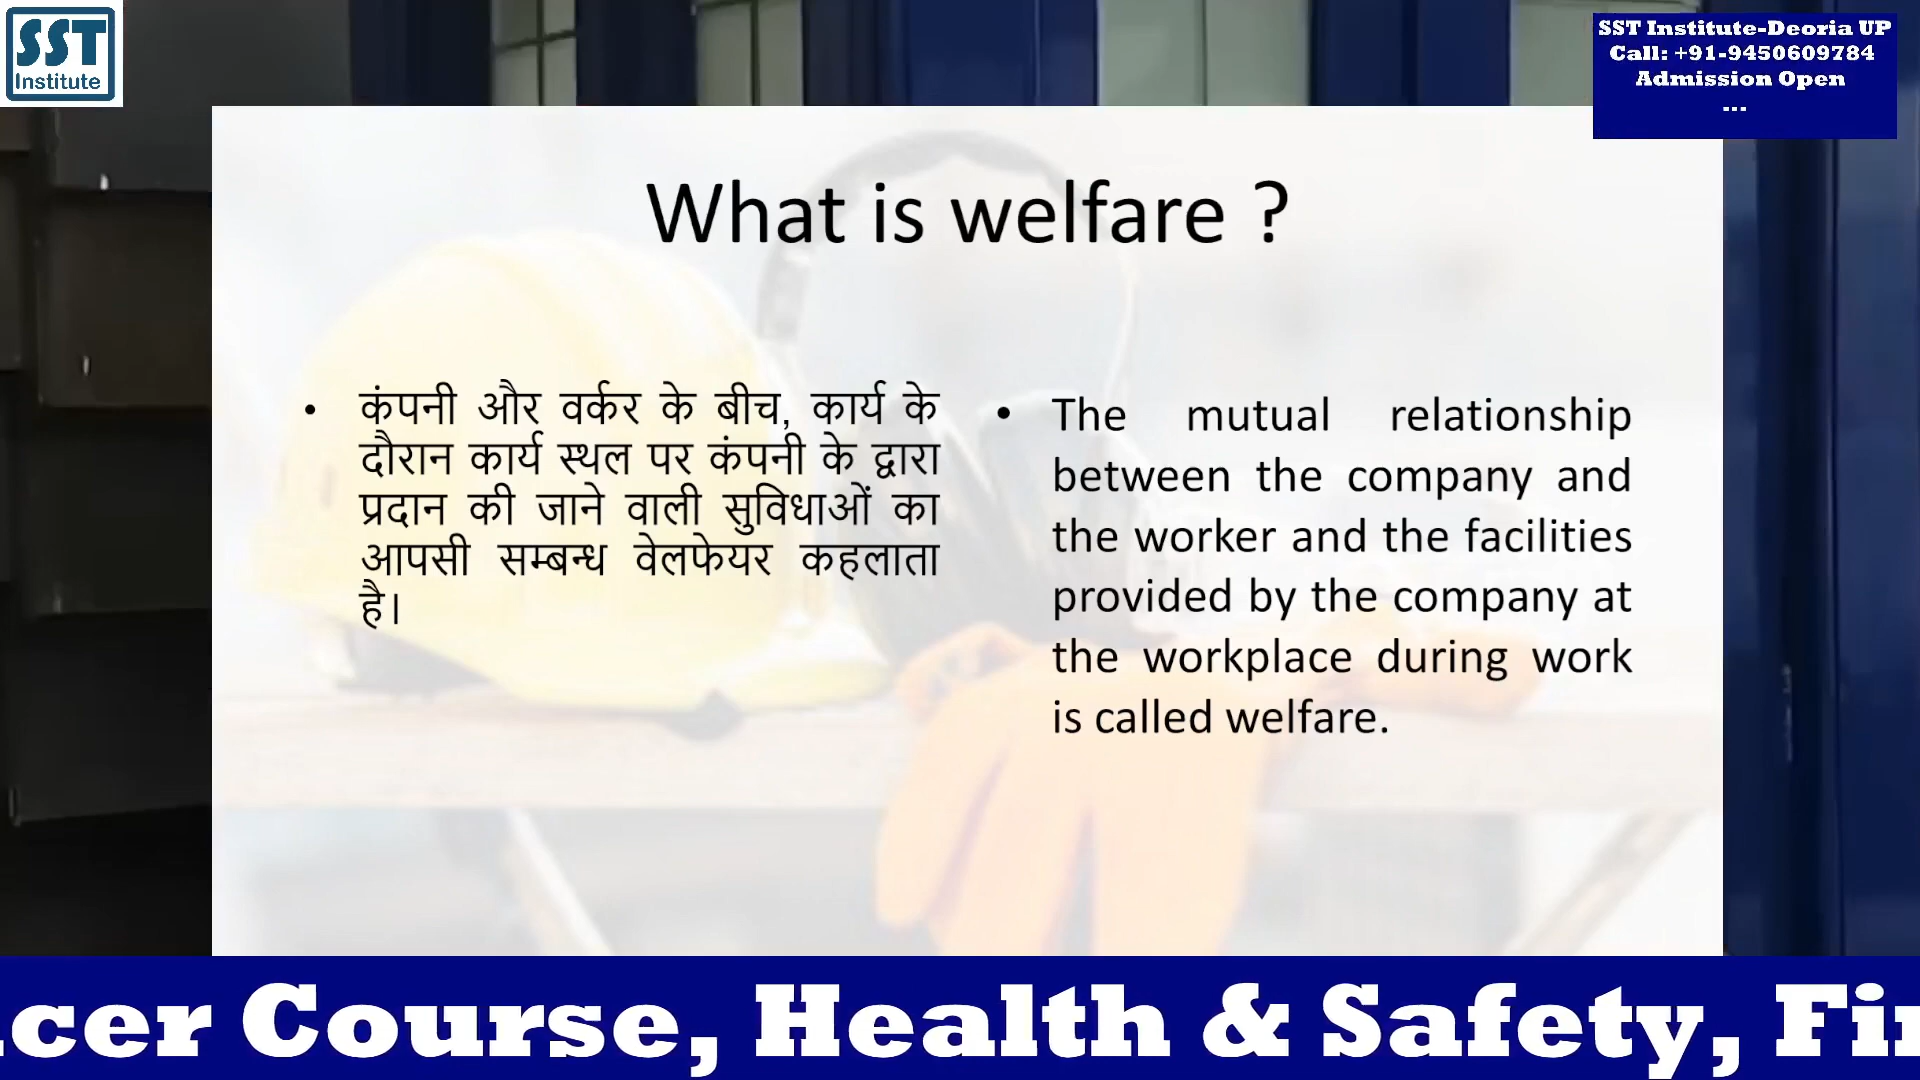 SST
Institute
SST Institute-Deoria UP
Call: +91-9450609784
Admission Open
...
What is welfare ?
• कंपनी और वर्कर के बीच, कार्य के
दौरान कार्य स्थल पर कंपनी के द्वारा
प्रदान की जाने वाली सुविधाओं का
आपसी सम्बन्ध वेलफेयर कहलाता
है।
• The mutual relationship
between the company and
the worker and the facilities
provided by the company at
the workplace during work
is called welfare.
cer Course, Health & Safety, Fi